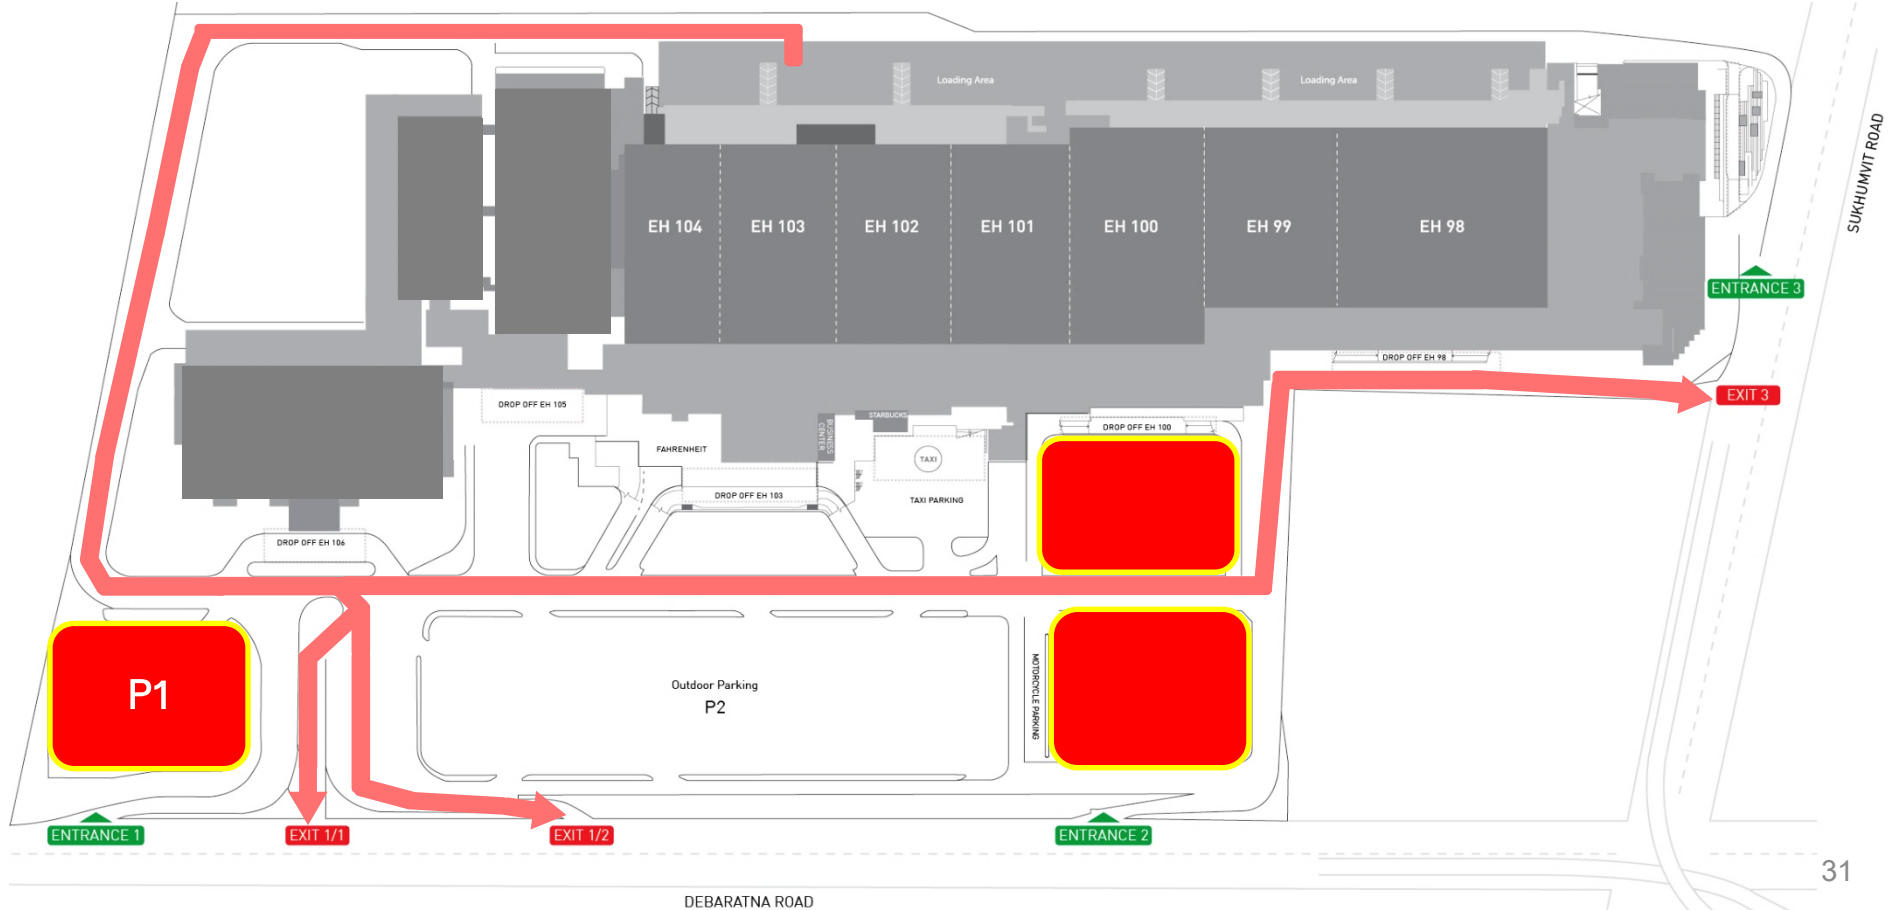 Loading Area
Loading Area
SUKHUMVIT ROAD
EH 104
EH 103
EH 102
EH 101
EH 100
EH 99
EH 98
ENTRANCE 3
DROP OFF EH 98
EXIT 3
DROP OFF EH 105
STARBUCKS
BUSINESS
CENTER
DROP OFF EH 100
FAHRENHEIT
TAXI
DROP OFF EH 103
TAXI PARKING
DROP OFF EH 106
P1
Outdoor Parking
P2
MOTORCYCLE PARKING
ENTRANCE 1
EXIT 1/1
EXIT 1/2
ENTRANCE 2
31
DEBARATNA ROAD